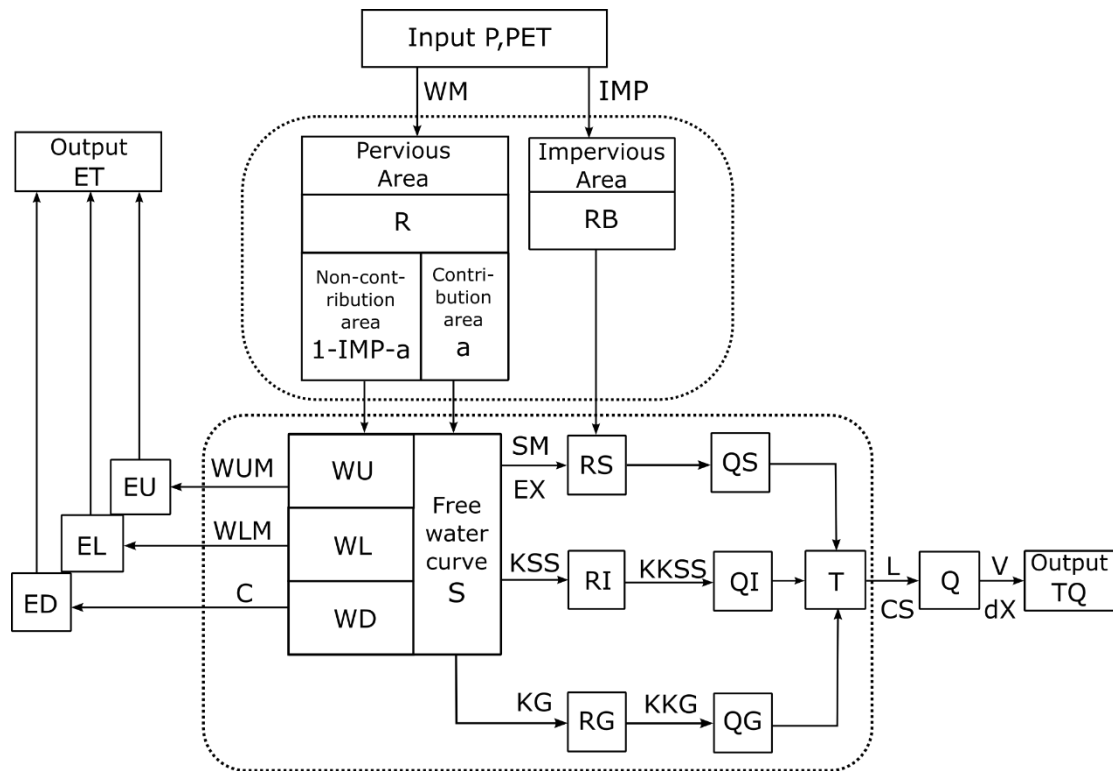 Input P,PET
WM
IMP
Output
ET
Pervious
Area
R
Non-cont-
ribution
area
1-IMP-a
Contri-
bution
area
a
Impervious
Area
RB
WU
WL
WD
Free
water
curve
S
WUM
WLM
C
EU
EL
ED
SM
EX
RS
QS
KSS
RI
KKSS
QI
T
L
CS
Q
V
dX
Output
TQ
KG
RG
KKG
QG